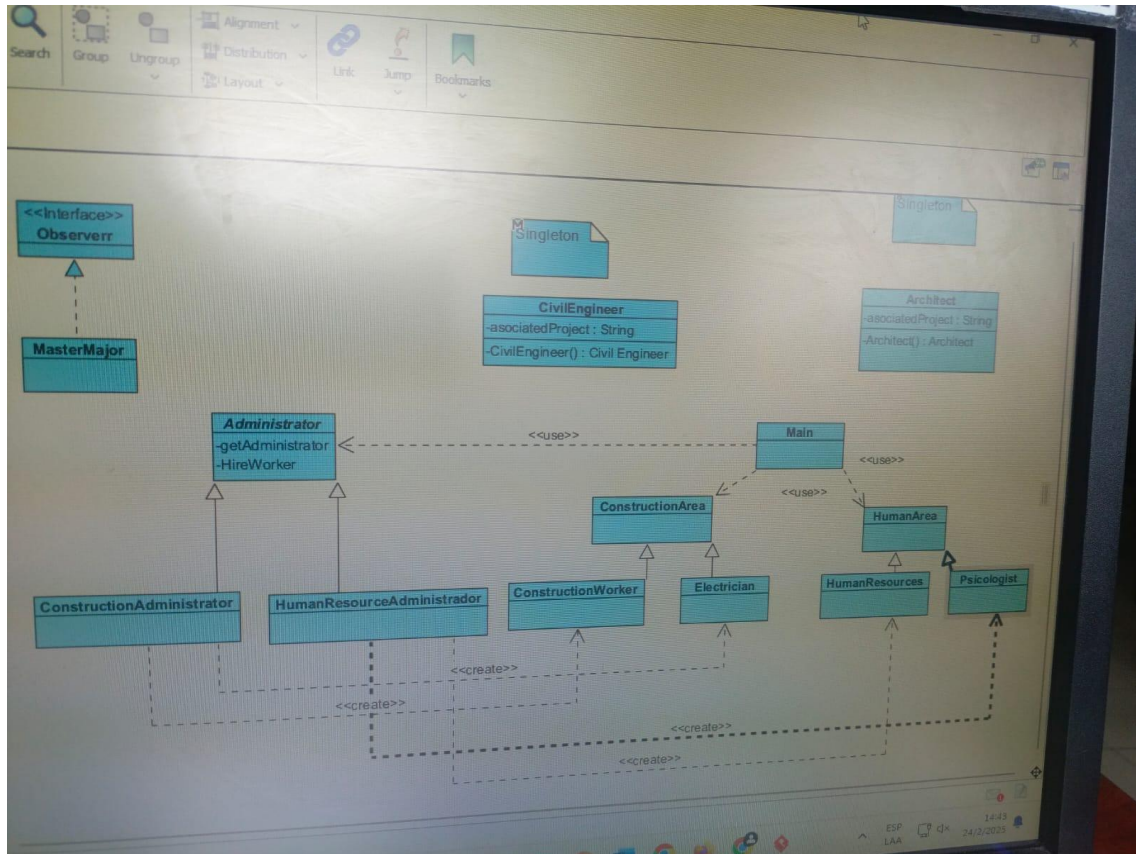 Search
Group
Ungroup
Alignment
Distribution
Layout
Link
Jump
Bookmarks
<<Interface>>
Observerr
MasterMajor
Singleton
CivilEngineer
-asociatedProject : String
-CivilEngineer() : Civil Engineer
Singleton
Architect
-asociatedProject : String
-Architect() : Architect
Administrator
-getAdministrator
-HireWorker
<<use>>
Main
<<use>>
<<use>>
ConstructionArea
HumanArea
ConstructionAdministrator
HumanResourceAdministrador
ConstructionWorker
Electrician
HumanResources
Psicologist
<<create>>
<<create>>
<<create>>
<<create>>
ESP
LAA
14:45
24/2/2025